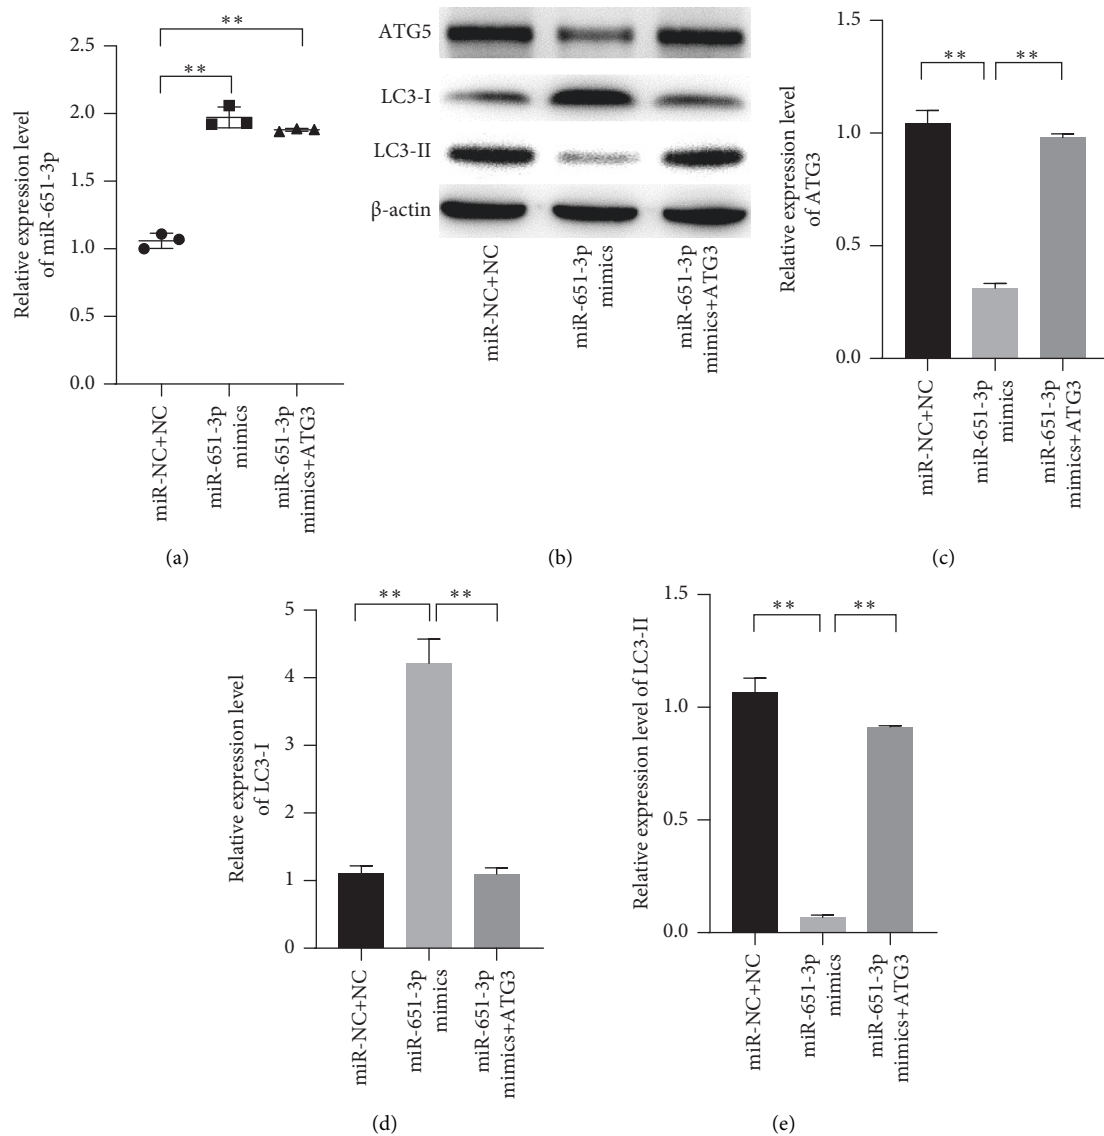 **
**
2.5
2.0
1.5
1.0
0.5
0.0
Relative expression level
of miR-651-3p
miR-NC+NC
miR-651-3p
mimics
miR-651-3p
mimics+ATG3
(a)
ATG5
LC3-I
LC3-II
β-actin
miR-NC+NC
miR-651-3p
mimics
miR-651-3p
mimics+ATG3
(b)
1.5
1.0
0.5
0.0
** **
Relative expression level
of ATG3
miR-NC+NC
miR-651-3p
mimics
miR-651-3p
mimics+ATG3
(c)
5
4
3
2
1
0
** **
Relative expression level
of LC3-I
miR-NC+NC
miR-651-3p
mimics
miR-651-3p
mimics+ATG3
(d)
1.5
1.0
0.5
0.0
** **
Relative expression level of LC3-II
miR-NC+NC
miR-651-3p
mimics
miR-651-3p
mimics+ATG3
(e)